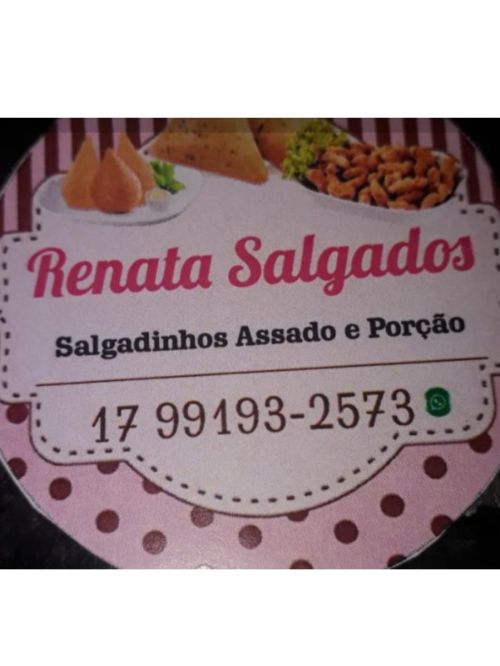 Renata Salgados
Salgadinhos Assado e Porção
17 99193-2573